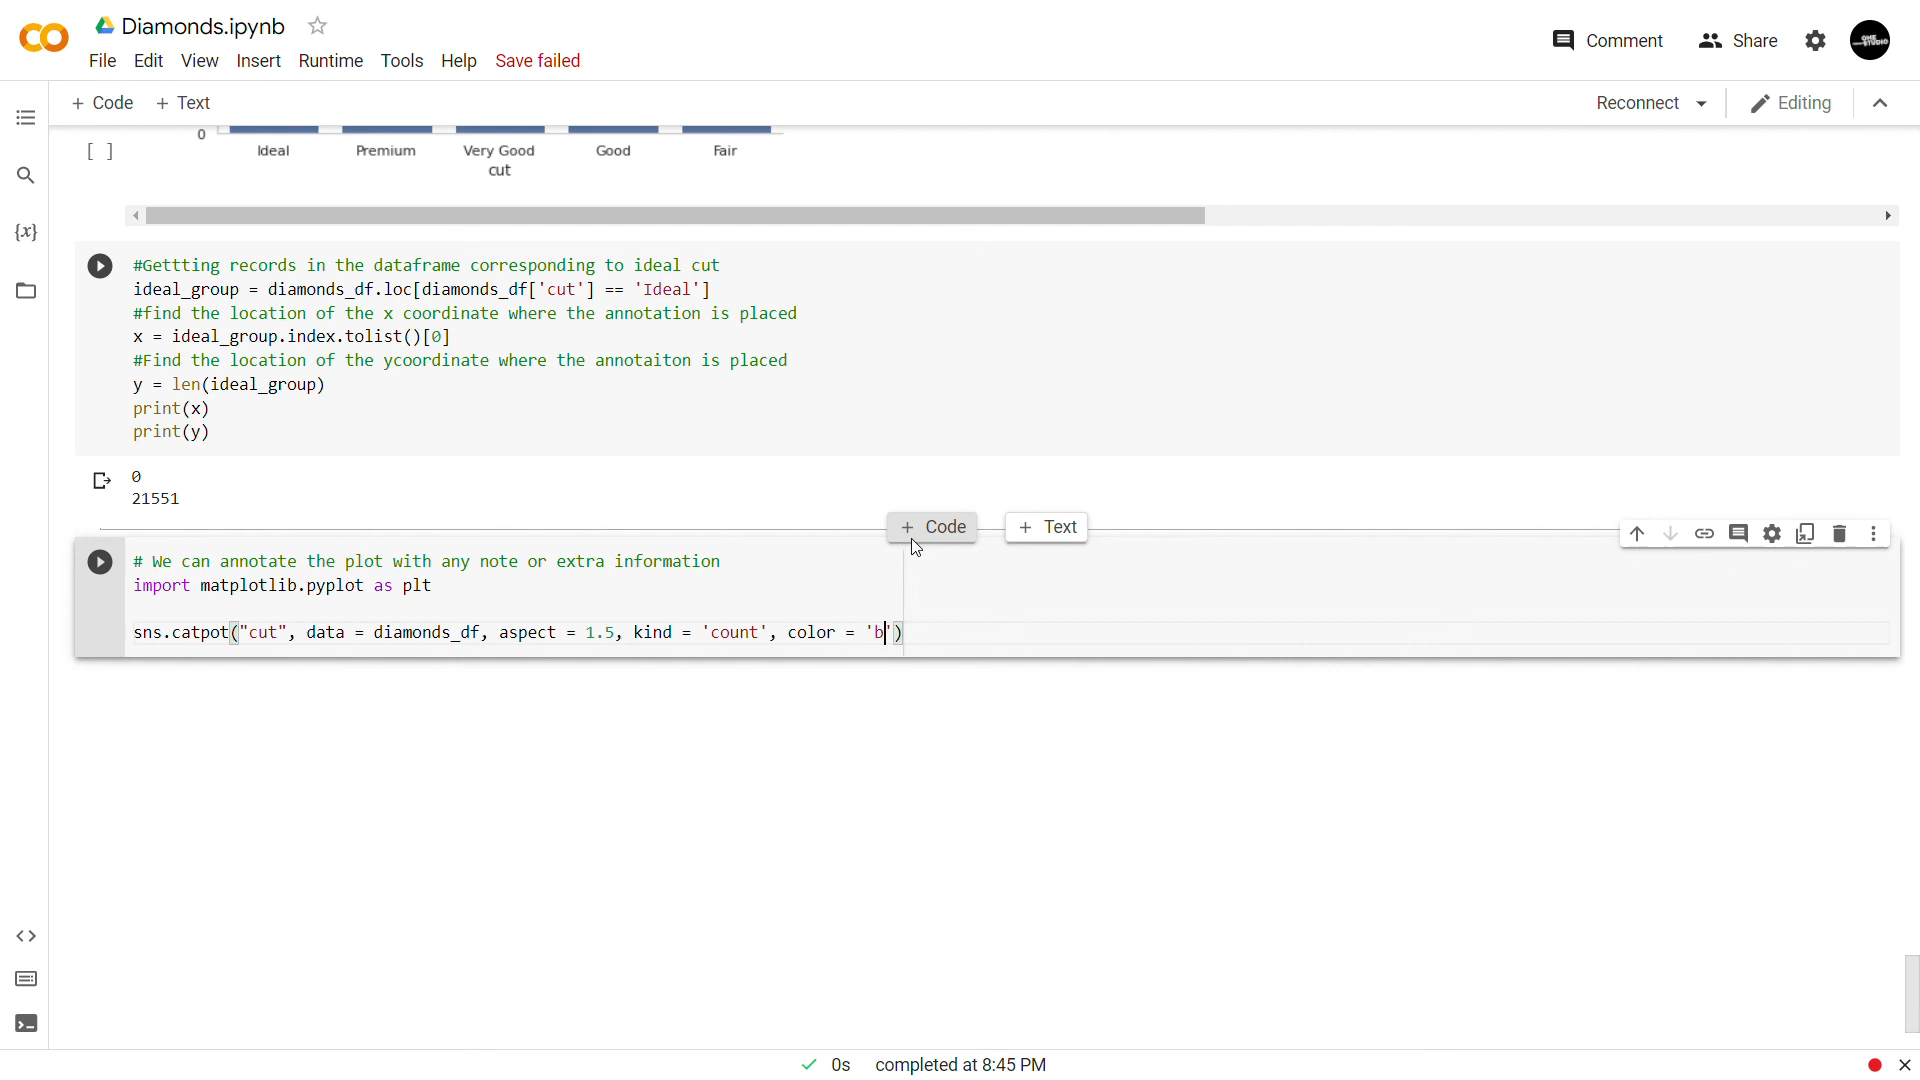 Diamonds.ipynb
File Edit View Insert Runtime Tools Help Save failed
Comment Share
ONE STUDIO
+ Code + Text
Reconnect Editing
0
[ ]
Ideal Premium Very Good Good Fair
cut
{x}
#Gettting records in the dataframe corresponding to ideal cut
ideal_group = diamonds_df.loc[diamonds_df['cut'] == 'Ideal']
#find the location of the x coordinate where the annotation is placed
x = ideal_group.index.tolist()[0]
#Find the location of the ycoordinate where the annotaiton is placed
y = len(ideal_group)
print(x)
print(y)
0
21551
+ Code + Text
# We can annotate the plot with any note or extra information
import matplotlib.pyplot as plt
sns.catpot("cut", data = diamonds_df, aspect = 1.5, kind = 'count', color = 'b')
0s completed at 8:45 PM